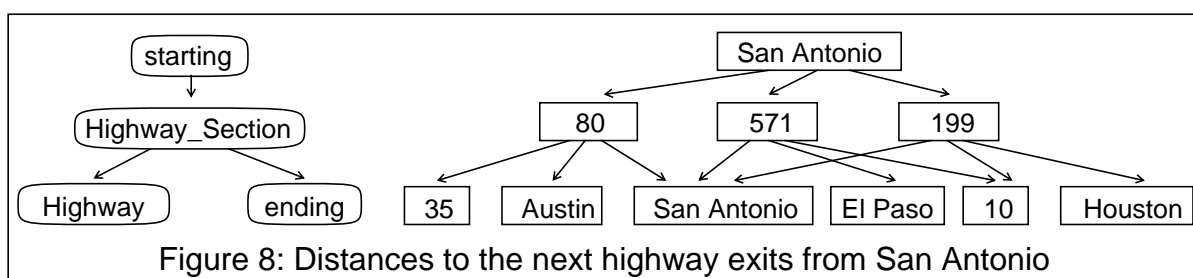 starting
San Antonio
Highway_Section
80
571
199
Highway
ending
35
Austin
San Antonio
El Paso
10
Houston
Figure 8: Distances to the next highway exits from San Antonio